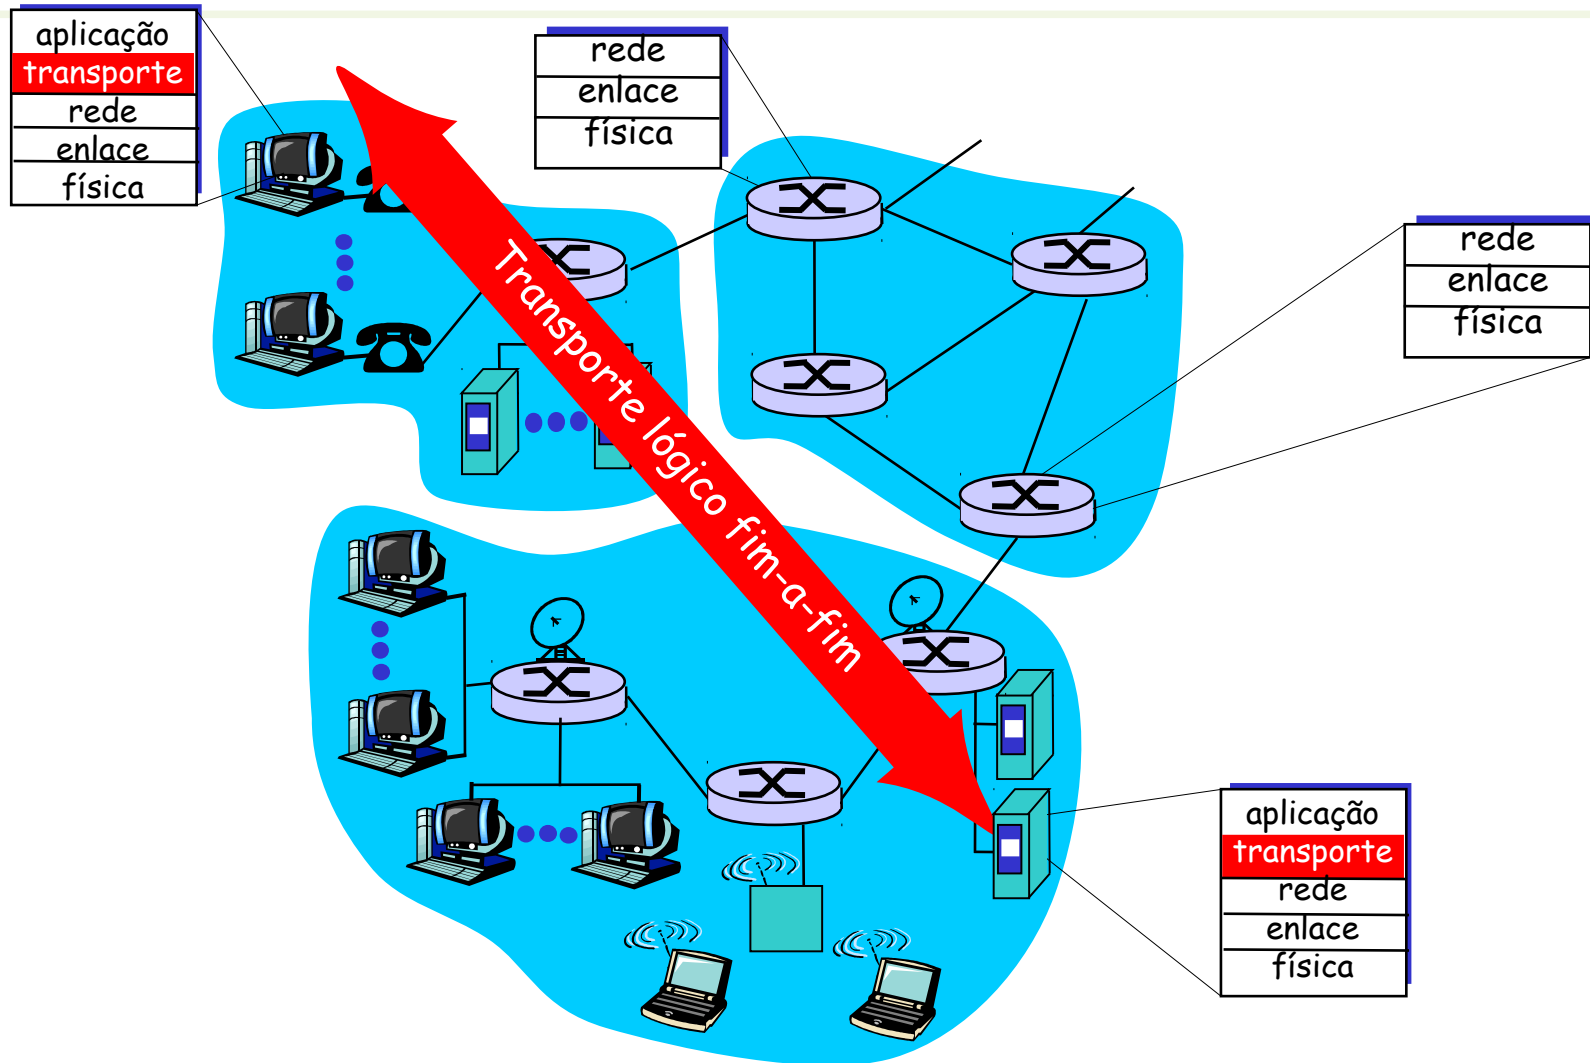 aplicação
transporte
rede
enlace
física
rede
enlace
física
rede
enlace
física
Transporte lógico fim-a-fim
aplicação
transporte
rede
enlace
física